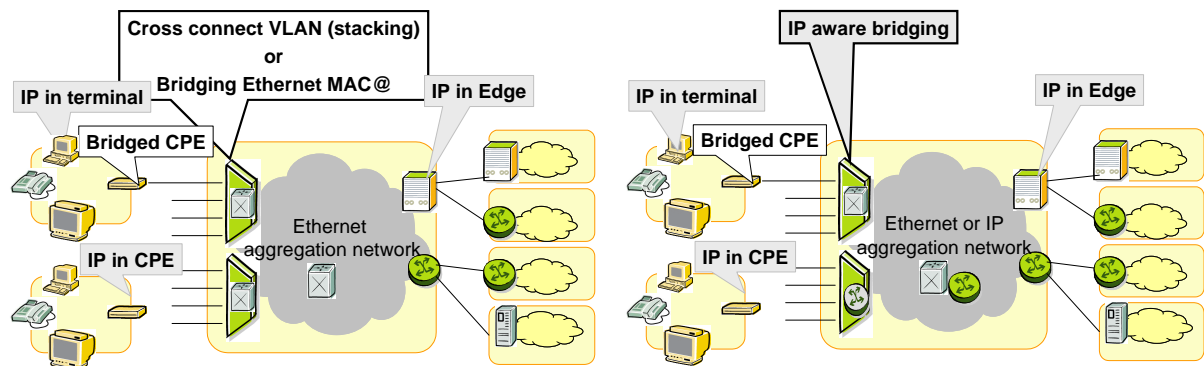 Cross connect VLAN (stacking)
or
Bridging Ethernet MAC@
IP in terminal
IP in Edge
Bridged CPE
Ethernet
aggregation network
IP in CPE
IP aware bridging
IP in terminal
IP in Edge
Bridged CPE
Ethernet or IP
aggregation network
IP in CPE